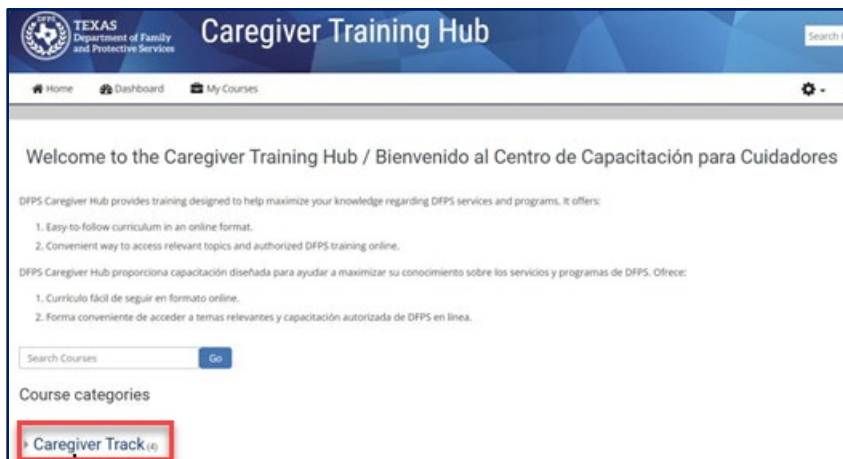 TEXAS
Department of Family
and Protective Services
Caregiver Training Hub
Search
Home Dashboard My Courses
Welcome to the Caregiver Training Hub / Bienvenido al Centro de Capacitación para Cuidadores
DFPS Caregiver Hub provides training designed to help maximize your knowledge regarding DFPS services and programs. It offers:
1. Easy-to-follow curriculum in an online format.
2. Convenient way to access relevant topics and authorized DFPS training online.
DFPS Caregiver Hub proporciona capacitación diseñada para ayudar a maximizar su conocimiento sobre los servicios y programas de DFPS. Ofrece:
1. Currículo fácil de seguir en formato online.
2. Forma conveniente de acceder a temas relevantes y capacitación autorizada de DFPS en línea.
Search Courses Go
Course categories
Caregiver Track (4)